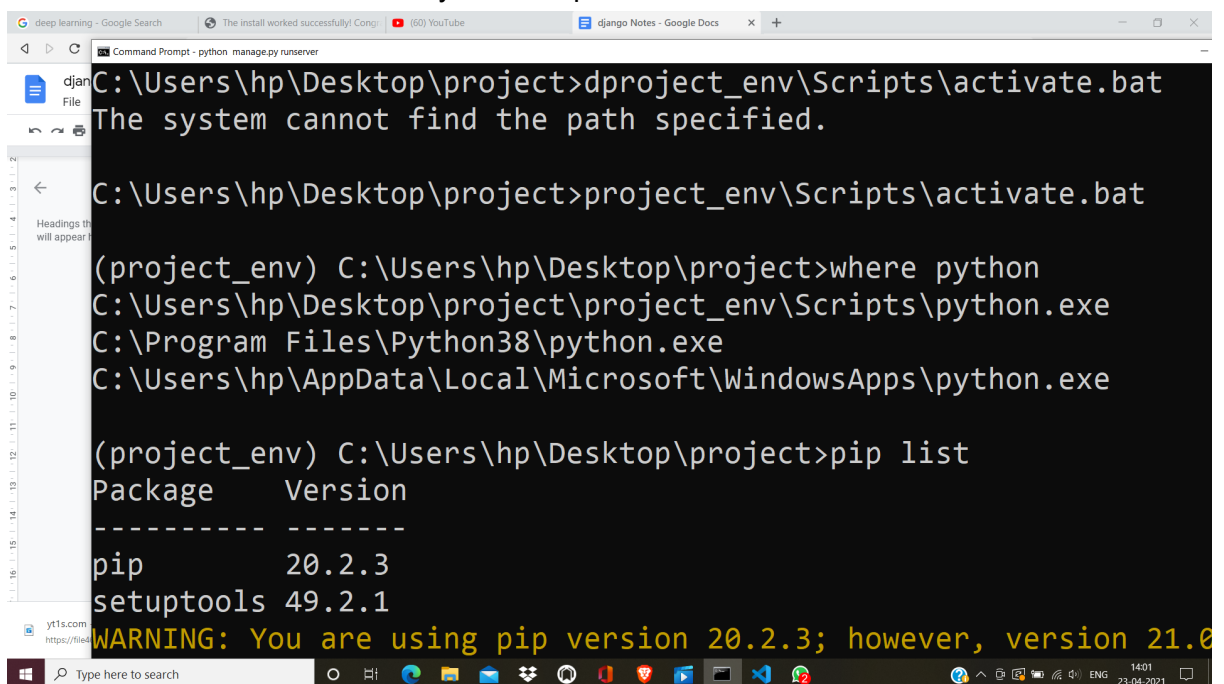 deep learning - Google Search
The install worked successfully! Cong
(60) YouTube
django Notes - Google Docs
Command Prompt - python manage.py runserver
djan
File
C:\Users\hp\Desktop\project>dproject_env\Scripts\activate.bat
The system cannot find the path specified.
C:\Users\hp\Desktop\project>project_env\Scripts\activate.bat
Headings th
will appear h
(project_env) C:\Users\hp\Desktop\project>where python
C:\Users\hp\Desktop\project\project_env\Scripts\python.exe
C:\Program Files\Python38\python.exe
C:\Users\hp\AppData\Local\Microsoft\WindowsApps\python.exe
(project_env) C:\Users\hp\Desktop\project>pip list
Package Version
---------- -------
pip 20.2.3
setuptools 49.2.1
yt1s.com -
https://file4
WARNING: You are using pip version 20.2.3; however, version 21.0
Type here to search
ENG
14:01
23-04-2021